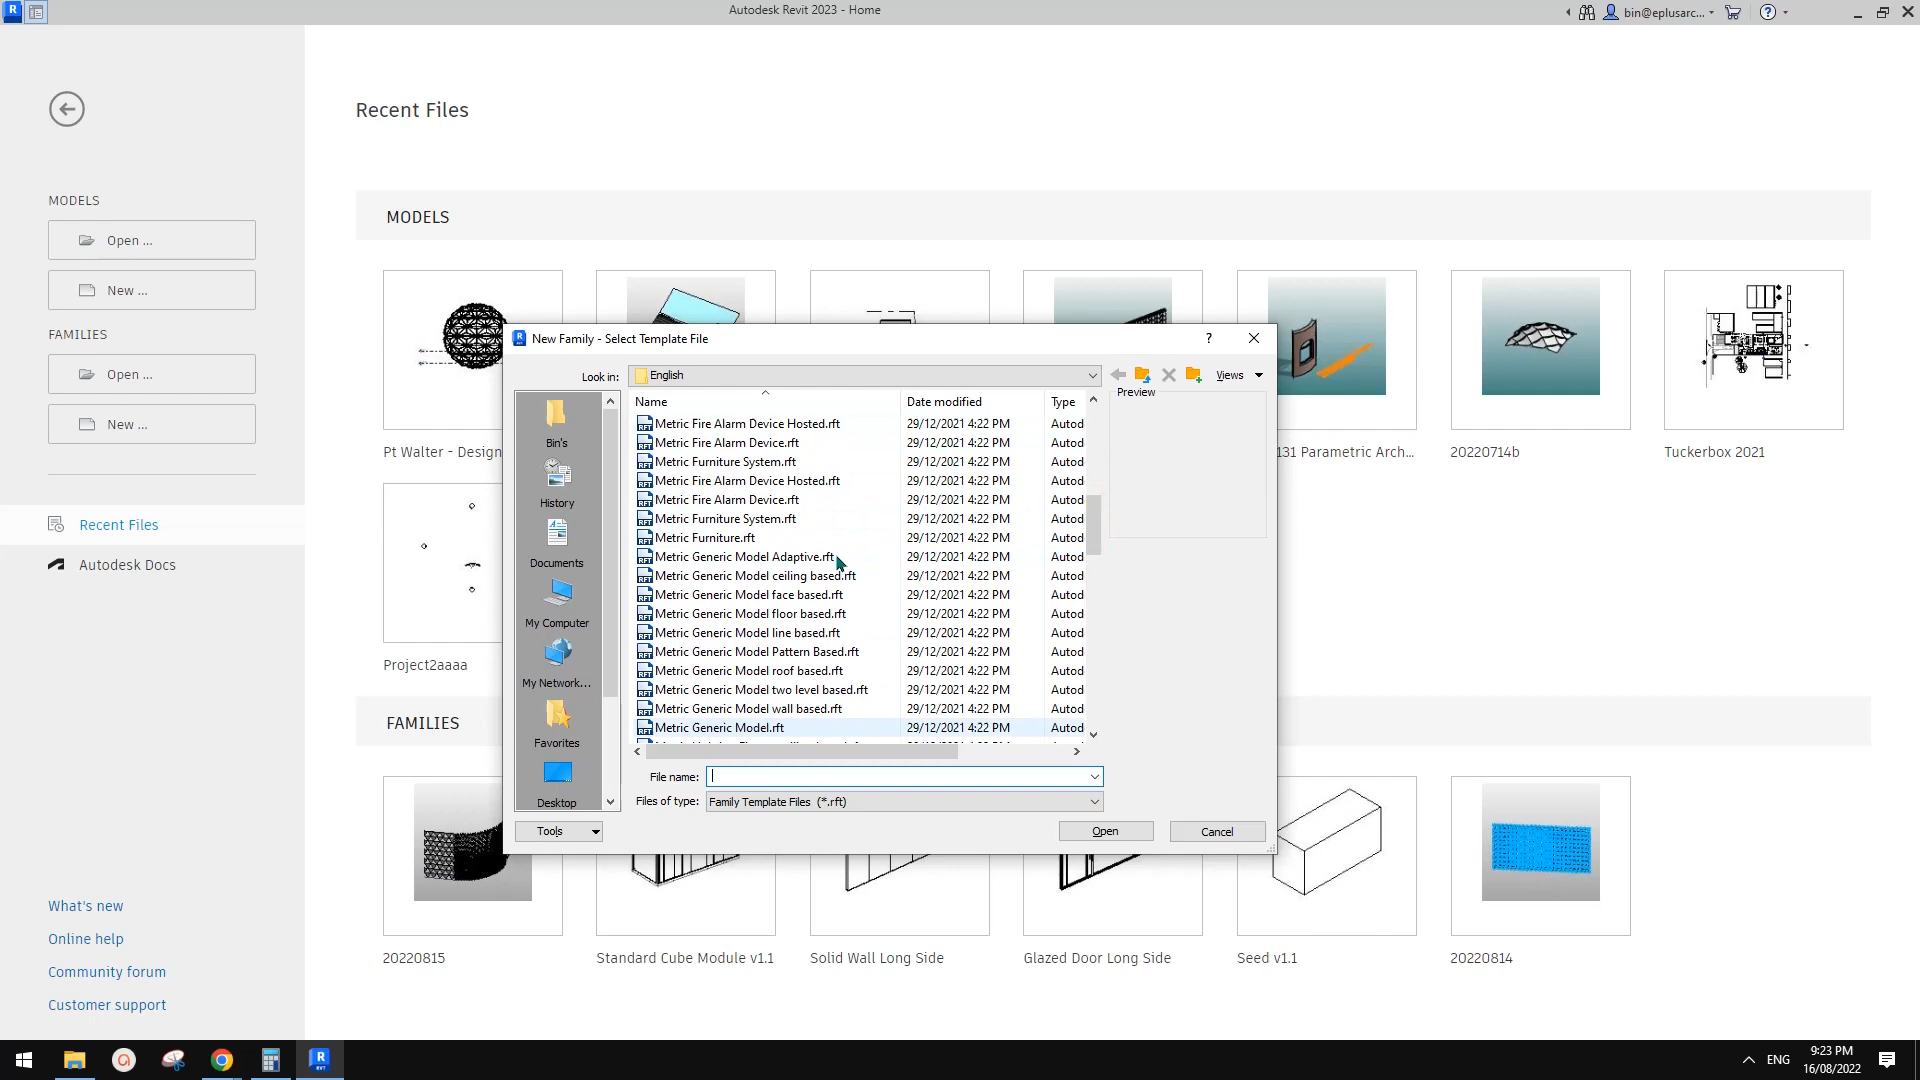 Autodesk Revit 2023 - Home
bin@eplusarc...
Recent Files
MODELS
Open ...
New ...
FAMILIES
Open ...
New ...
Recent Files
Autodesk Docs
What's new
Online help
Community forum
Customer support
MODELS
Pt Walter - Design
131 Parametric Arch...
20220714b
Tuckerbox 2021
Project2aaaa
FAMILIES
20220815
Standard Cube Module v1.1
Solid Wall Long Side
Glazed Door Long Side
Seed v1.1
20220814
New Family - Select Template File
?
Look in:
English
Views
Preview
Bin's
History
Documents
My Computer
My Network...
Favorites
Desktop
Name Date modified Type
Metric Fire Alarm Device Hosted.rft 29/12/2021 4:22 PM Autod
Metric Fire Alarm Device.rft 29/12/2021 4:22 PM Autod
Metric Furniture System.rft 29/12/2021 4:22 PM Autod
Metric Fire Alarm Device Hosted.rft 29/12/2021 4:22 PM Autod
Metric Fire Alarm Device.rft 29/12/2021 4:22 PM Autod
Metric Furniture System.rft 29/12/2021 4:22 PM Autod
Metric Furniture.rft 29/12/2021 4:22 PM Autod
Metric Generic Model Adaptive.rft 29/12/2021 4:22 PM Autod
Metric Generic Model ceiling based.rft 29/12/2021 4:22 PM Autod
Metric Generic Model face based.rft 29/12/2021 4:22 PM Autod
Metric Generic Model floor based.rft 29/12/2021 4:22 PM Autod
Metric Generic Model line based.rft 29/12/2021 4:22 PM Autod
Metric Generic Model Pattern Based.rft 29/12/2021 4:22 PM Autod
Metric Generic Model roof based.rft 29/12/2021 4:22 PM Autod
Metric Generic Model two level based.rft 29/12/2021 4:22 PM Autod
Metric Generic Model wall based.rft 29/12/2021 4:22 PM Autod
Metric Generic Model.rft 29/12/2021 4:22 PM Autod
File name:
Files of type: Family Template Files (*.rft)
Tools
Open
Cancel
ENG
9:23 PM
16/08/2022